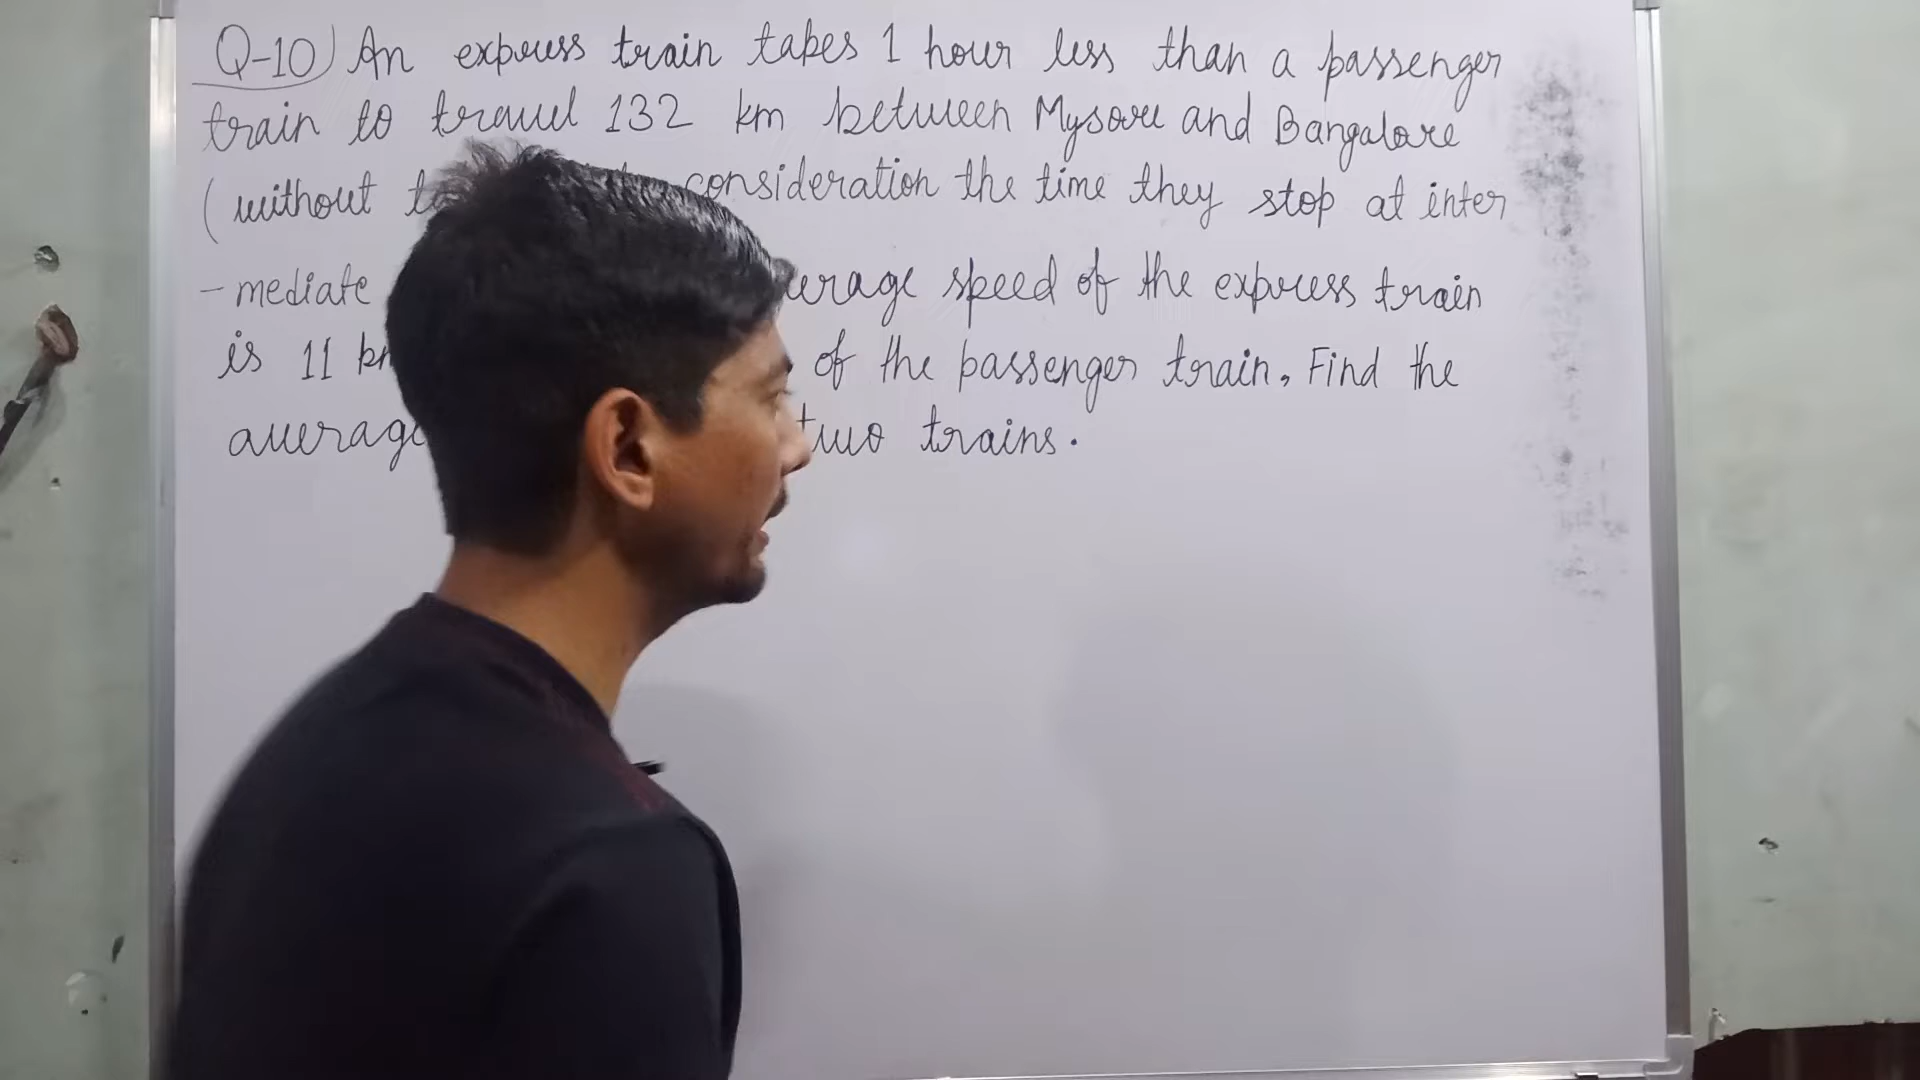 Q-10) An express train takes 1 hour less than a passenger
train to travel 132 km between Mysore and Bangalore
(without consideration the time they stop at inter
-mediate speed of the express train
is 11 of the passenger train. Find the
two trains.